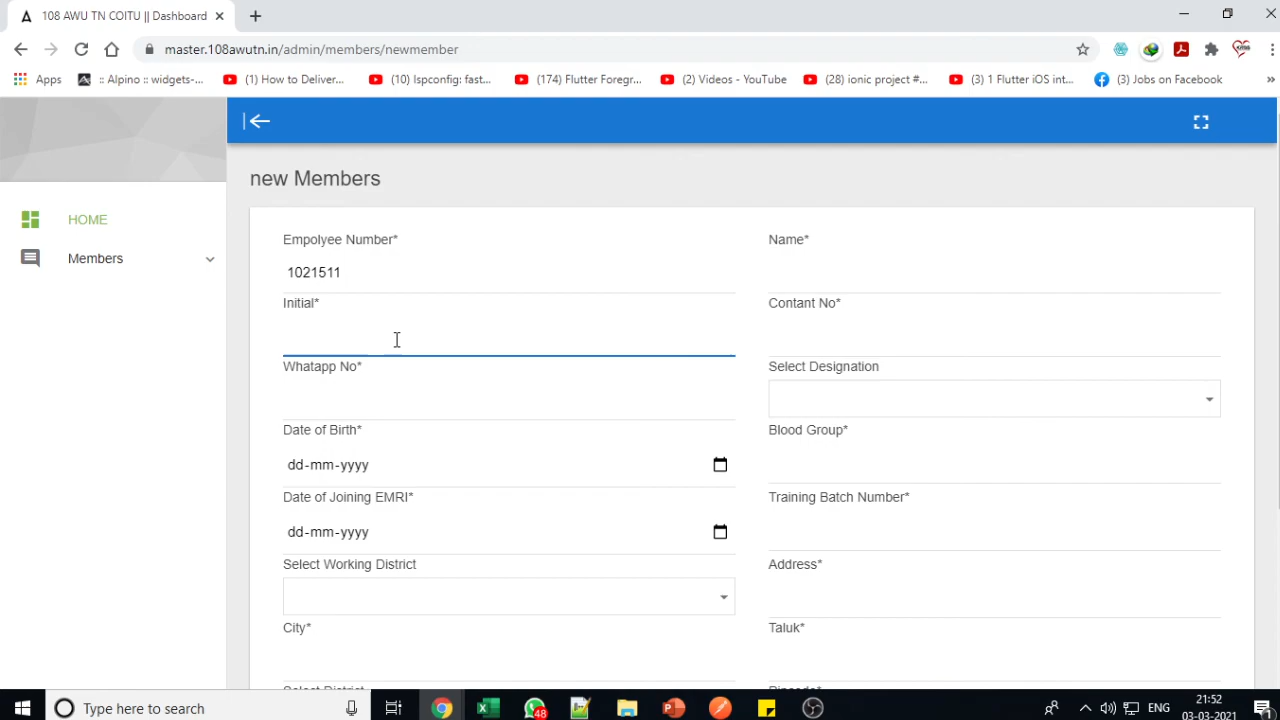 108 AWU TN COITU || Dashboard
master.108awutn.in/admin/members/newmember
Apps
:: Alpino :: widgets-...
(1) How to Deliver...
(10) Ispconfig: fast...
(174) Flutter Foregr...
(2) Videos - YouTube
(28) ionic project #...
(3) 1 Flutter iOS int...
(3) Jobs on Facebook
»
HOME
Members
new Members
Empolyee Number*
Name*
1021511
Initial*
Contant No*
Whatapp No*
Select Designation
Date of Birth*
Blood Group*
dd-mm-yyyy
Date of Joining EMRI*
Training Batch Number*
dd-mm-yyyy
Select Working District
Address*
City*
Taluk*
Select District
Pincode*
Type here to search
48
ENG
21:52
03-03-2021